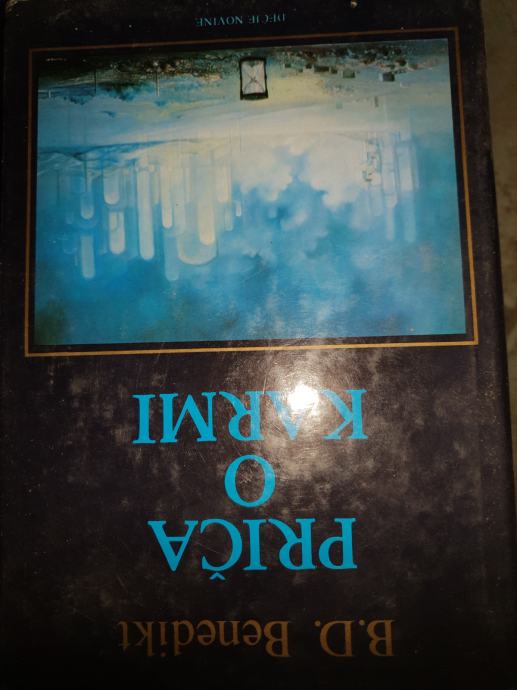 B.D. Benedikt
PRIČA
O
KARMI
DEČJE NOVINE